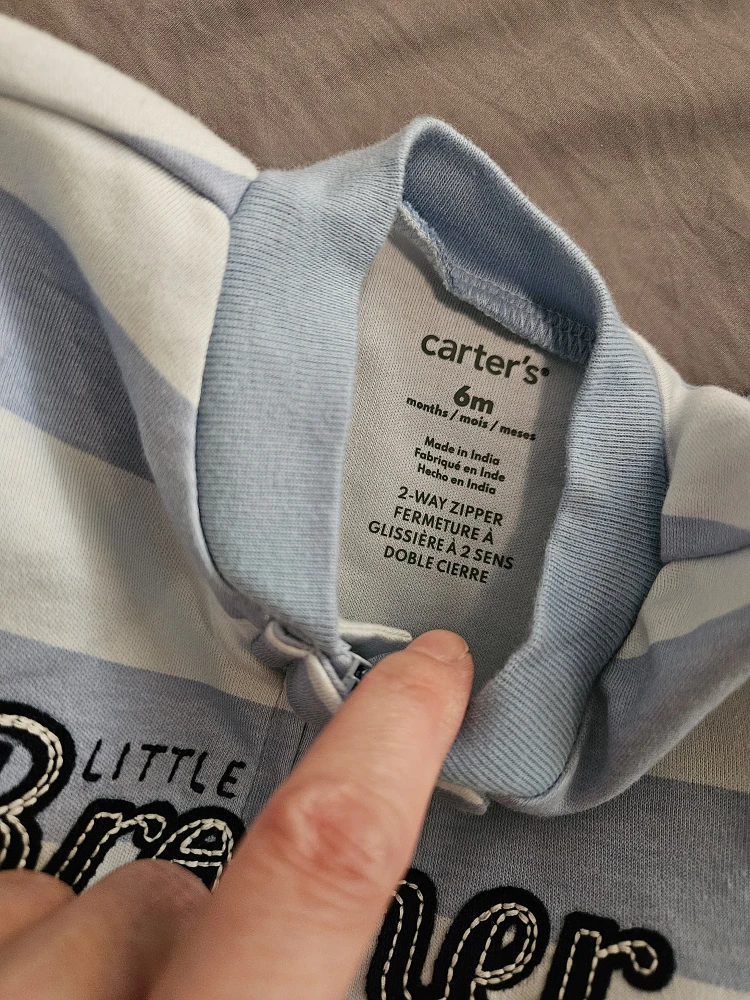 carter's®
6m
months / mois / meses
Made in India
Fabriqué en Inde
Hecho en India
2-WAY ZIPPER
FERMETURE À
GLISSIÈRE À 2 SENS
DOBLE CIERRE
LITTLE